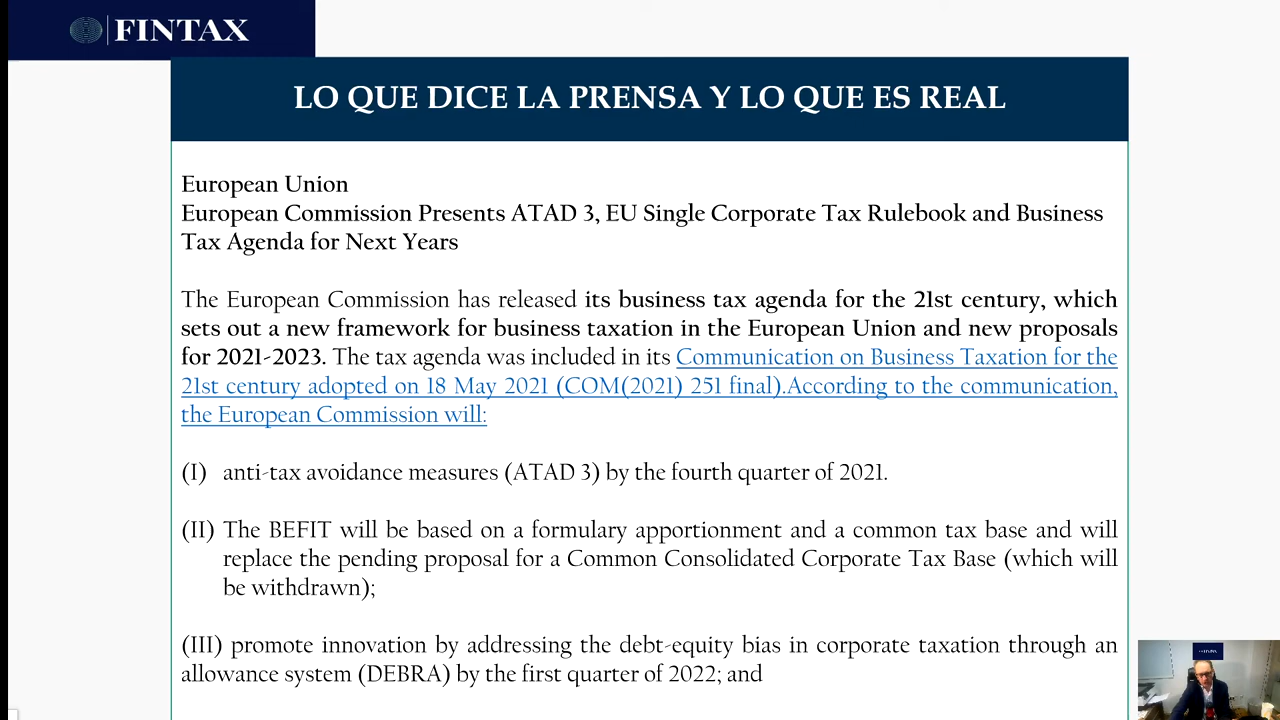 FINTAX
LO QUE DICE LA PRENSA Y LO QUE ES REAL
European Union
European Commission Presents ATAD 3, EU Single Corporate Tax Rulebook and Business
Tax Agenda for Next Years
The European Commission has released its business tax agenda for the 21st century, which
sets out a new framework for business taxation in the European Union and new proposals
for 2021-2023. The tax agenda was included in its Communication on Business Taxation for the
21st century adopted on 18 May 2021 (COM(2021) 251 final).According to the communication,
the European Commission will:
(I) anti-tax avoidance measures (ATAD 3) by the fourth quarter of 2021.
(II) The BEFIT will be based on a formulary apportionment and a common tax base and will
replace the pending proposal for a Common Consolidated Corporate Tax Base (which will
be withdrawn);
(III) promote innovation by addressing the debt-equity bias in corporate taxation through an
allowance system (DEBRA) by the first quarter of 2022; and